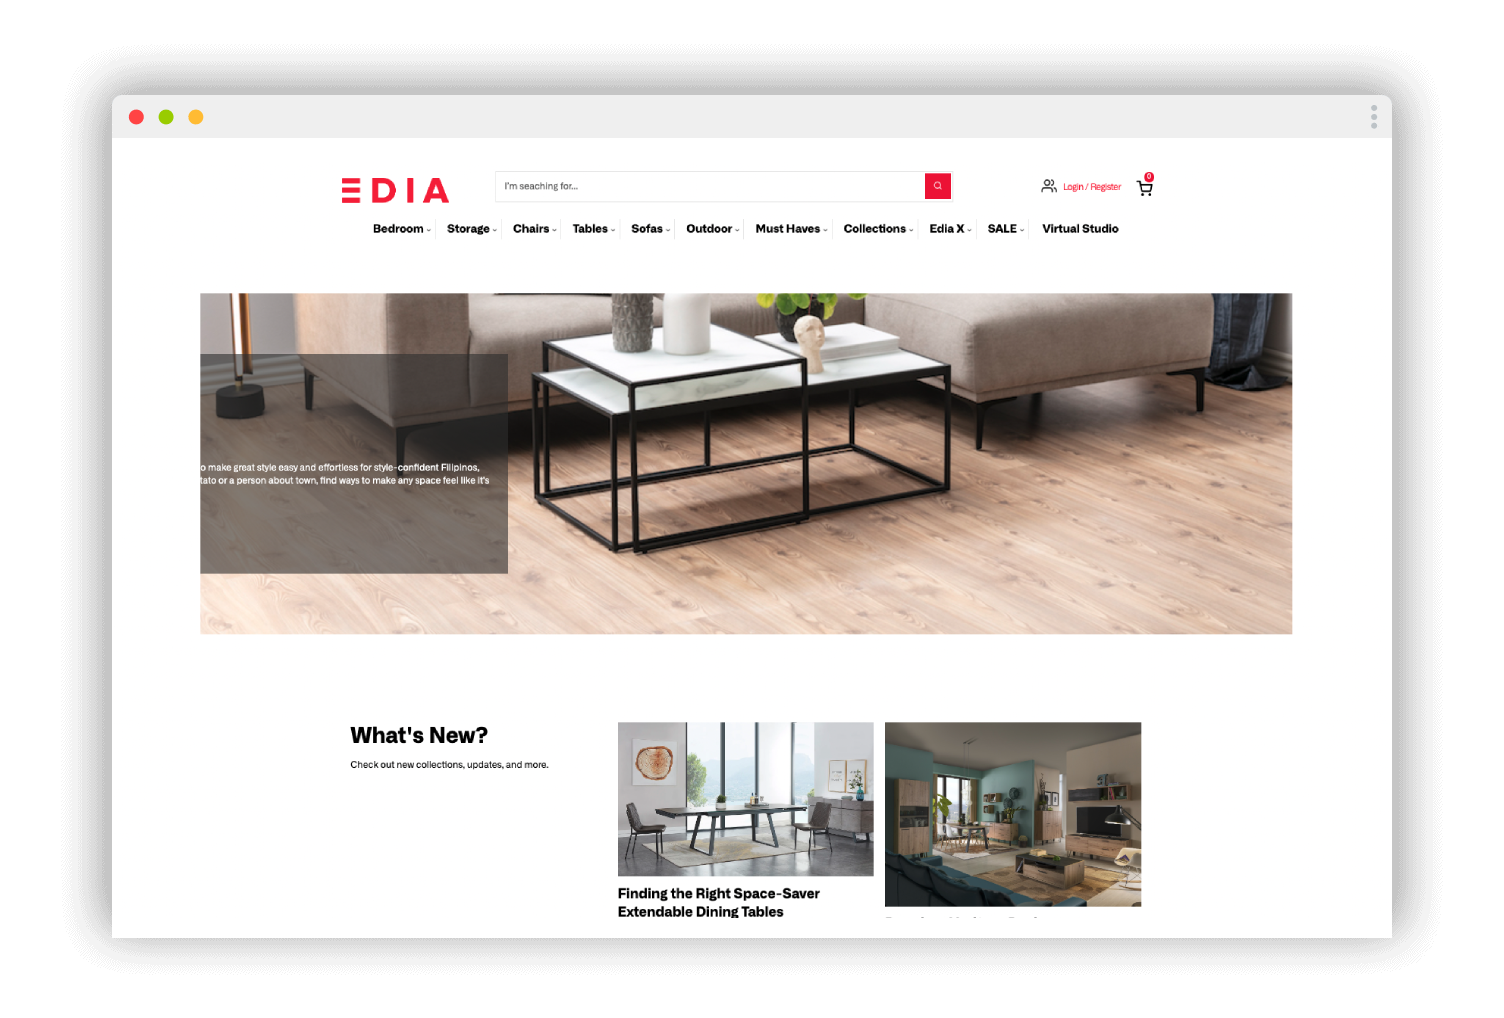 EDIA
I'm seaching for...
Login / Register
0
Bedroom
Storage
Chairs
Tables
Sofas
Outdoor
Must Haves
Collections
Edia X
SALE
Virtual Studio
o make great style easy and effortless for style-confident Filipinos,
tato or a person about town, find ways to make any space feel like it's
What's New?
Check out new collections, updates, and more.
Finding the Right Space-Saver
Extendable Dining Tables